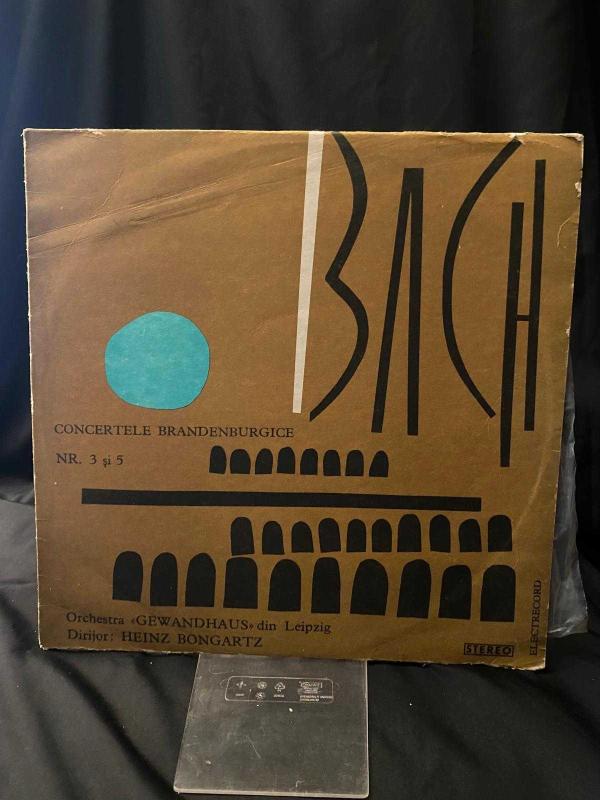 BACH
CONCERTELE BRANDENBURGICE
NR. 3 și 5
Orchestra «GEWANDHAUS» din Leipzig
Dirijor: HEINZ BONGARTZ
STEREO
ELECTRECORD